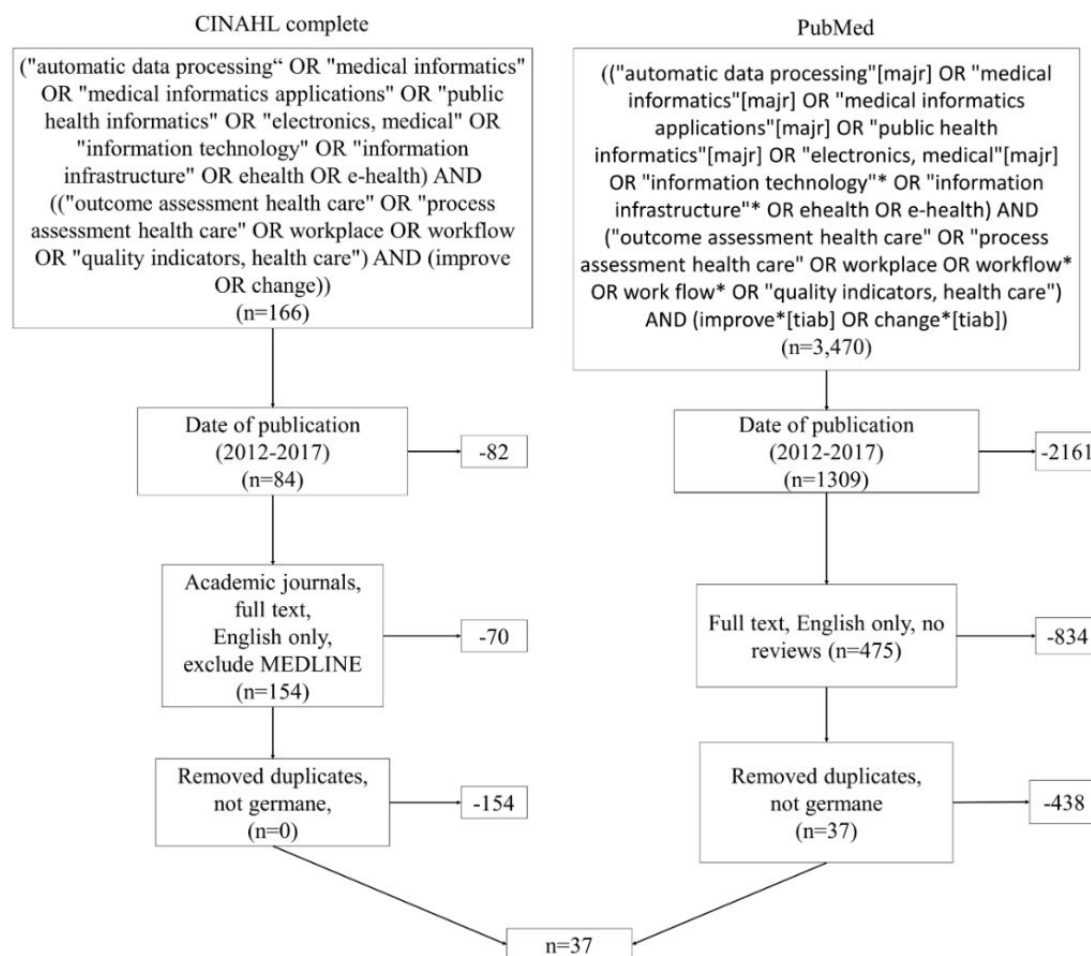 CINAHL complete
("automatic data processing“ OR "medical informatics"
OR "medical informatics applications" OR "public
health informatics" OR "electronics, medical" OR
"information technology" OR "information
infrastructure" OR ehealth OR e-health) AND
(("outcome assessment health care" OR "process
assessment health care" OR workplace OR workflow
OR "quality indicators, health care") AND (improve
OR change))
(n=166)
Date of publication
(2012-2017)
(n=84)
-82
Academic journals,
full text,
English only,
exclude MEDLINE
(n=154)
-70
Removed duplicates,
not germane,
(n=0)
-154
PubMed
(("automatic data processing"[majr] OR "medical
informatics"[majr] OR "medical informatics
applications"[majr] OR "public health
informatics"[majr] OR "electronics, medical"[majr]
OR "information technology"* OR "information
infrastructure"* OR ehealth OR e-health) AND
("outcome assessment health care" OR "process
assessment health care" OR workplace OR workflow*
OR work flow* OR "quality indicators, health care")
AND (improve*[tiab] OR change*[tiab])
(n=3,470)
Date of publication
(2012-2017)
(n=1309)
-2161
Full text, English only, no
reviews (n=475)
-834
Removed duplicates,
not germane
(n=37)
-438
n=37